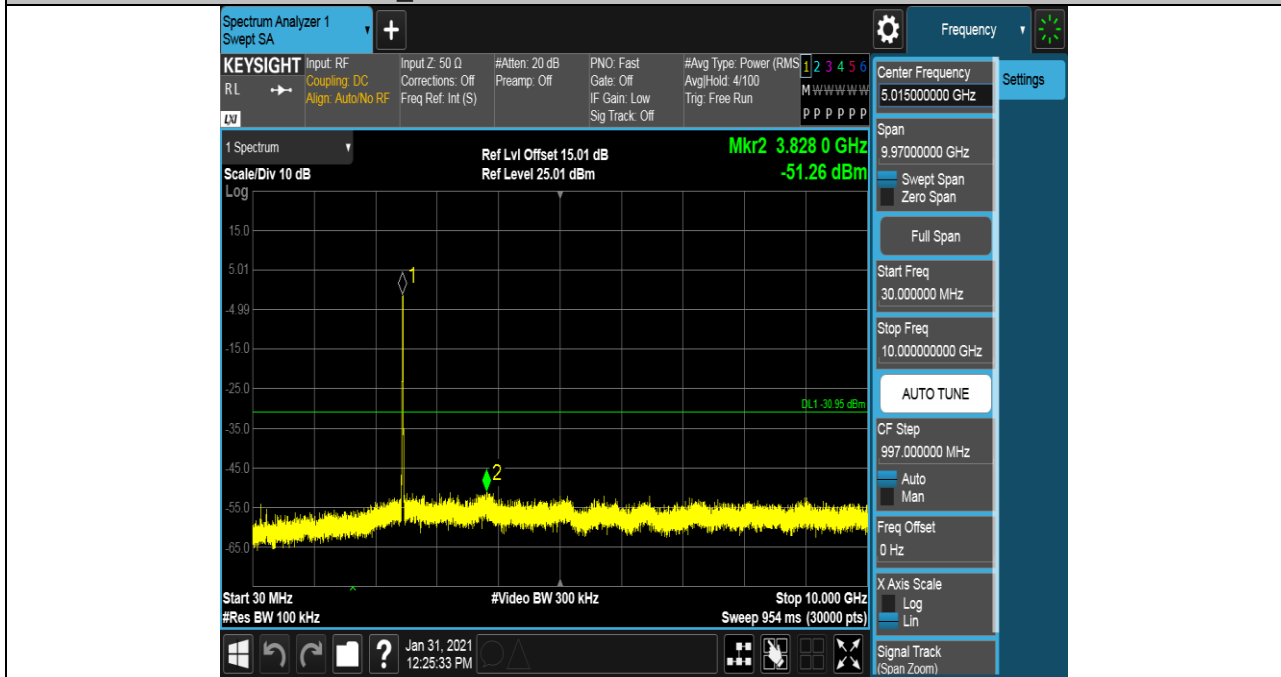 Spectrum Analyzer 1
Swept SA
+
Frequency
KEYSIGHT
RL
LXI
Input: RF
Coupling: DC
Align: Auto/No RF
Input Z: 50 Ω
Corrections: Off
Freq Ref: Int (S)
#Atten: 20 dB
Preamp: Off
PNO: Fast
Gate: Off
IF Gain: Low
Sig Track: Off
#Avg Type: Power (RMS
Avg|Hold: 4/100
Trig: Free Run
1 2 3 4 5 6
M W W W W W
P P P P P P
1 Spectrum
Scale/Div 10 dB
Log
Ref Lvl Offset 15.01 dB
Ref Level 25.01 dBm
Mkr2 3.828 0 GHz
-51.26 dBm
15.0
5.01
-4.99
-15.0
-25.0
-35.0
-45.0
-55.0
-65.0
1
2
DL1 -30.95 dBm
Start 30 MHz
#Res BW 100 kHz
#Video BW 300 kHz
Stop 10.000 GHz
Sweep 954 ms (30000 pts)
?
Jan 31, 2021
12:25:33 PM
Center Frequency
5.015000000 GHz
Settings
Span
9.97000000 GHz
Swept Span
Zero Span
Full Span
Start Freq
30.000000 MHz
Stop Freq
10.000000000 GHz
AUTO TUNE
CF Step
997.000000 MHz
Auto
Man
Freq Offset
0 Hz
X Axis Scale
Log
Lin
Signal Track
(Span Zoom)